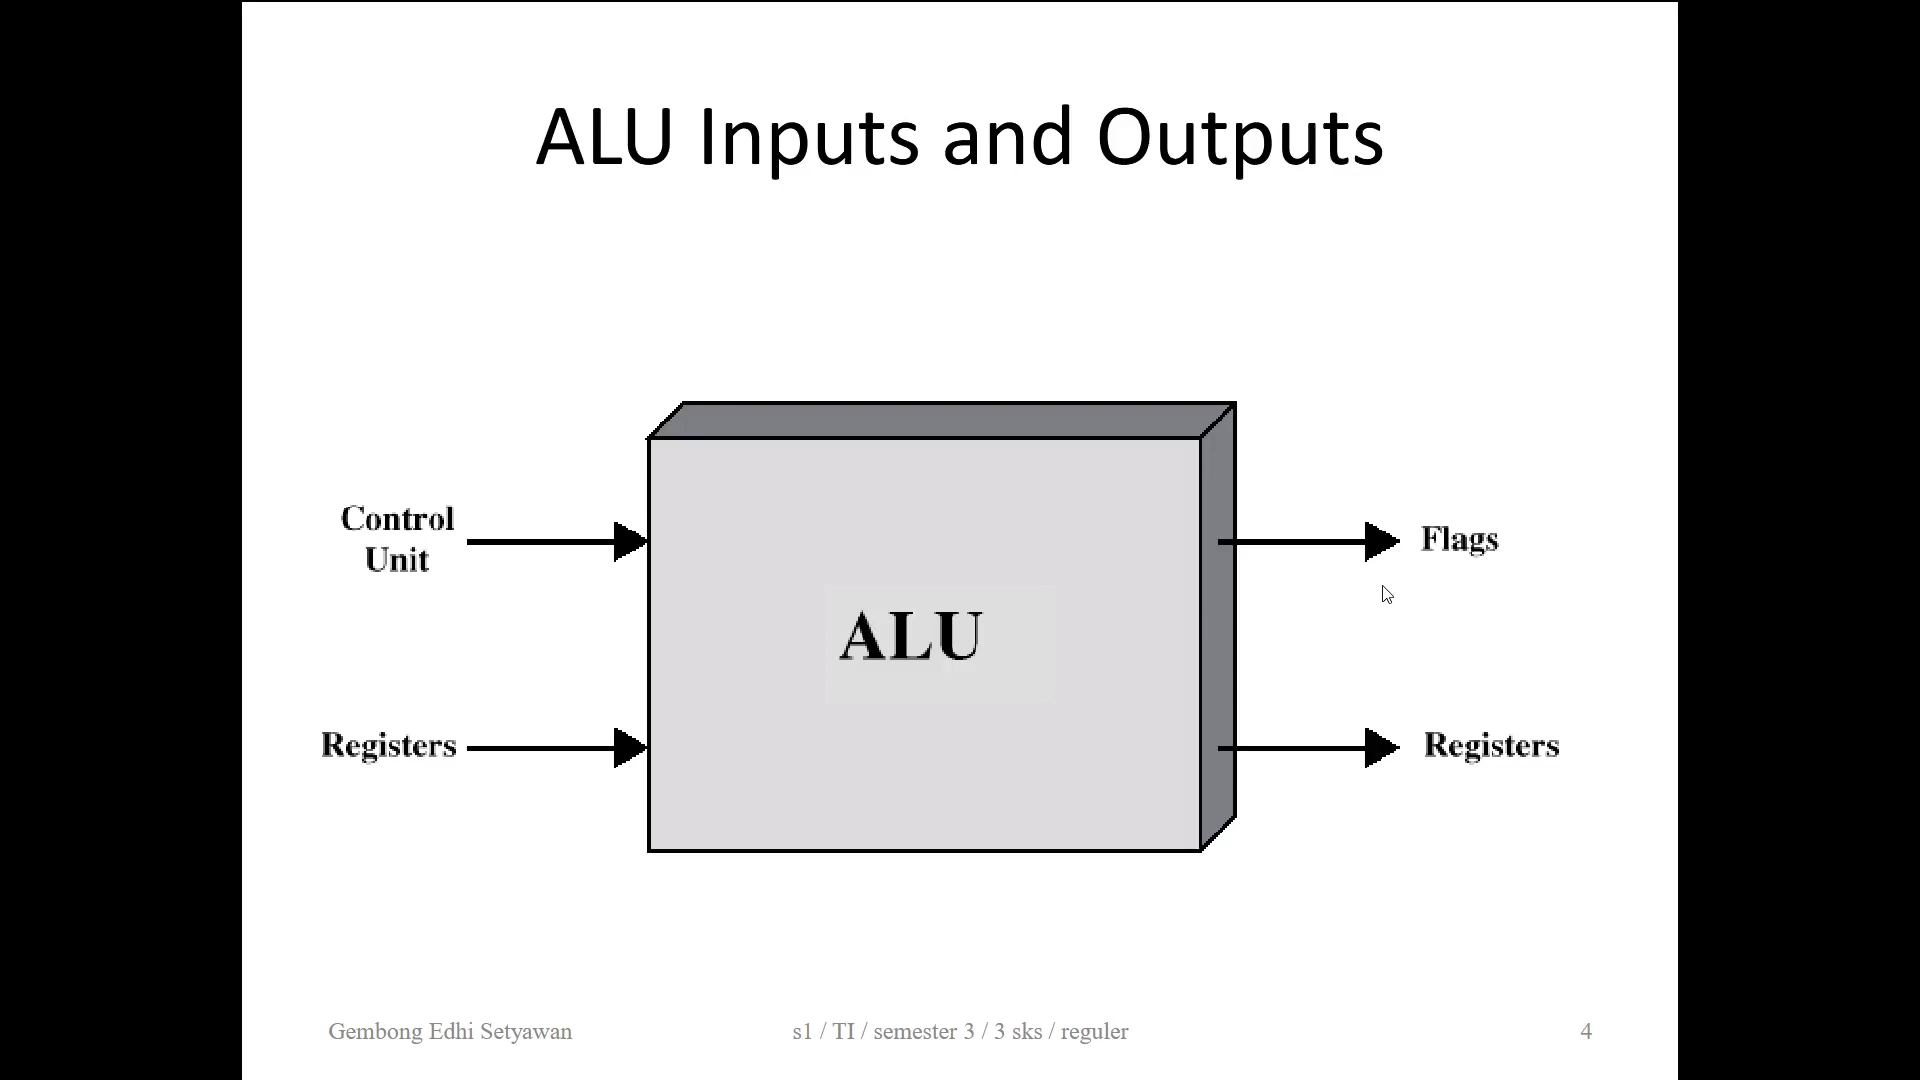 ALU Inputs and Outputs
Control
Unit
Flags
ALU
Registers
Registers
Gembong Edhi Setyawan
s1 / TI / semester 3 / 3 sks / reguler
4